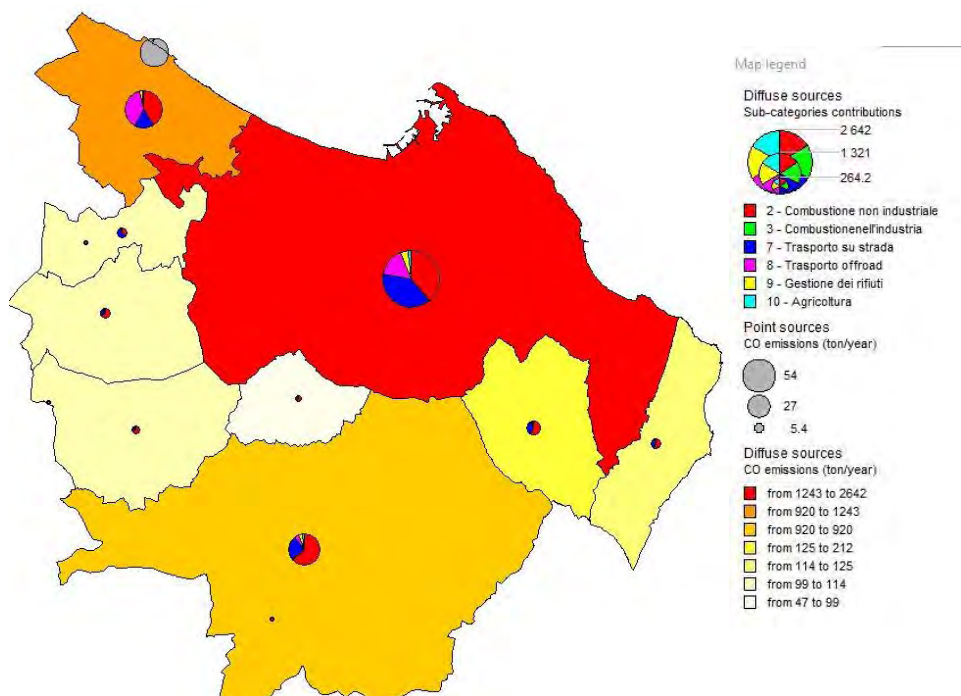 Map legend
Diffuse sources
Sub-categories contributions
2 642
1 321
264.2
2 - Combustione non industriale
3 - Combustionenell'industria
7 - Trasporto su strada
8 - Trasporto offroad
9 - Gestione dei rifiuti
10 - Agricoltura
Point sources
CO emissions (ton/year)
54
27
5.4
Diffuse sources
CO emissions (ton/year)
from 1243 to 2642
from 920 to 1243
from 920 to 920
from 125 to 212
from 114 to 125
from 99 to 114
from 47 to 99